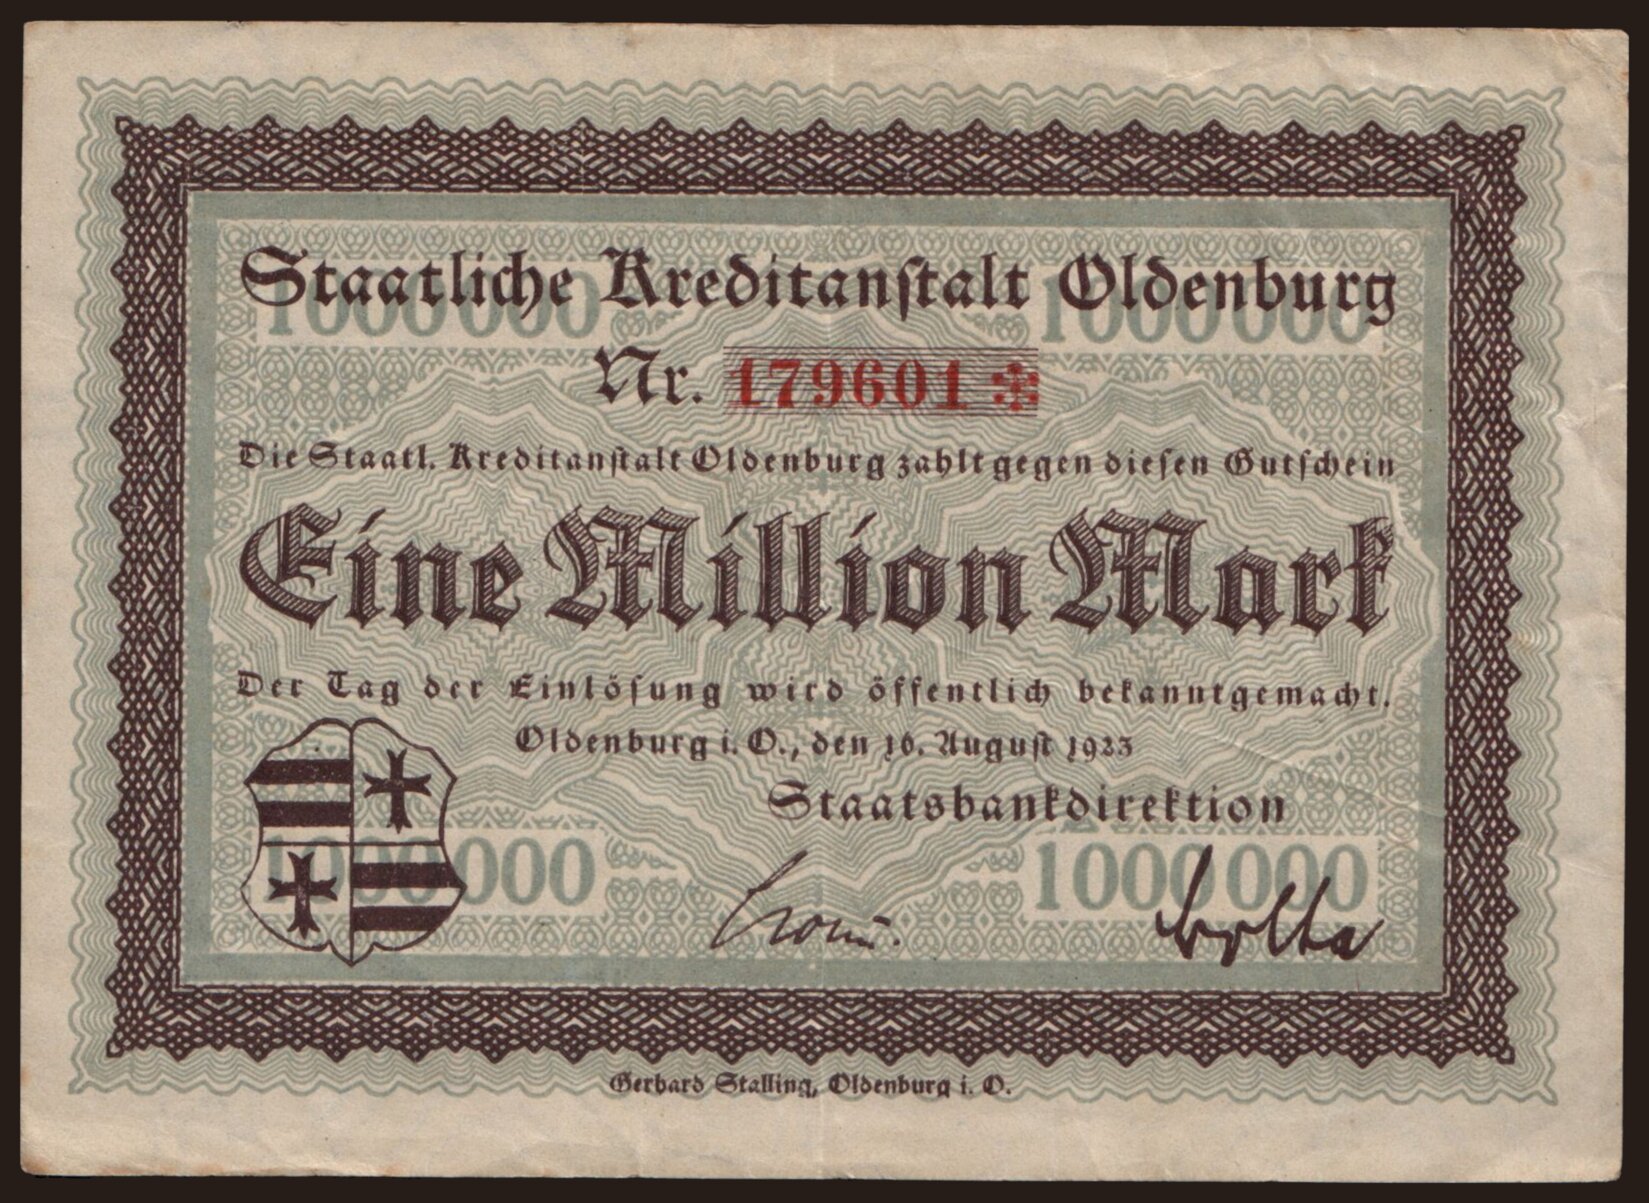 Staatliche Kreditanstalt Oldenburg
1000000 1000000
Nr. 179601 *
Die Staatl. Kreditanstalt Oldenburg zahlt gegen diesen Gutschein
Eine Million Mark
Der Tag der Einlösung wird öffentlich bekanntgemacht.
Oldenburg i. O., den 16. August 1923
Staatsbankdirektion
1000000 1000000
Gerhard Stalling, Oldenburg i. O.